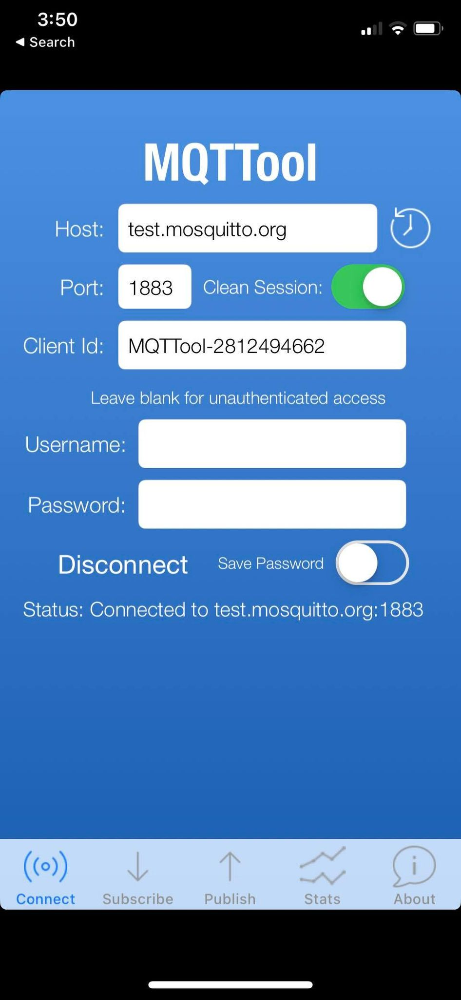 3:50
◀ Search
MQTTool
Host: test.mosquitto.org
Port: 1883 Clean Session:
Client Id: MQTTool-2812494662
Leave blank for unauthenticated access
Username:
Password:
Disconnect Save Password
Status: Connected to test.mosquitto.org:1883
Connect Subscribe Publish Stats About